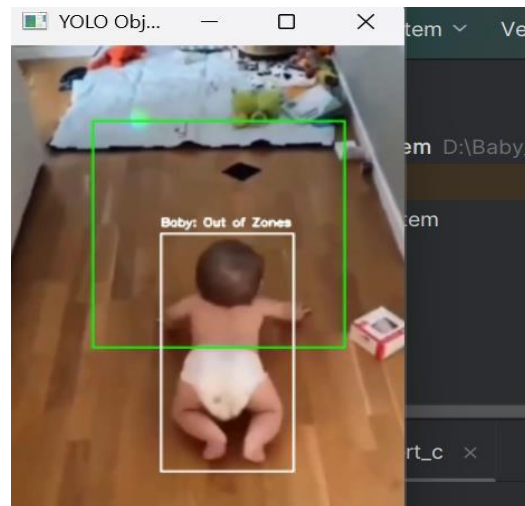 YOLO Obj...
tem
Ve
em D:\Baby
tem
Baby: Out of Zones
rt_c